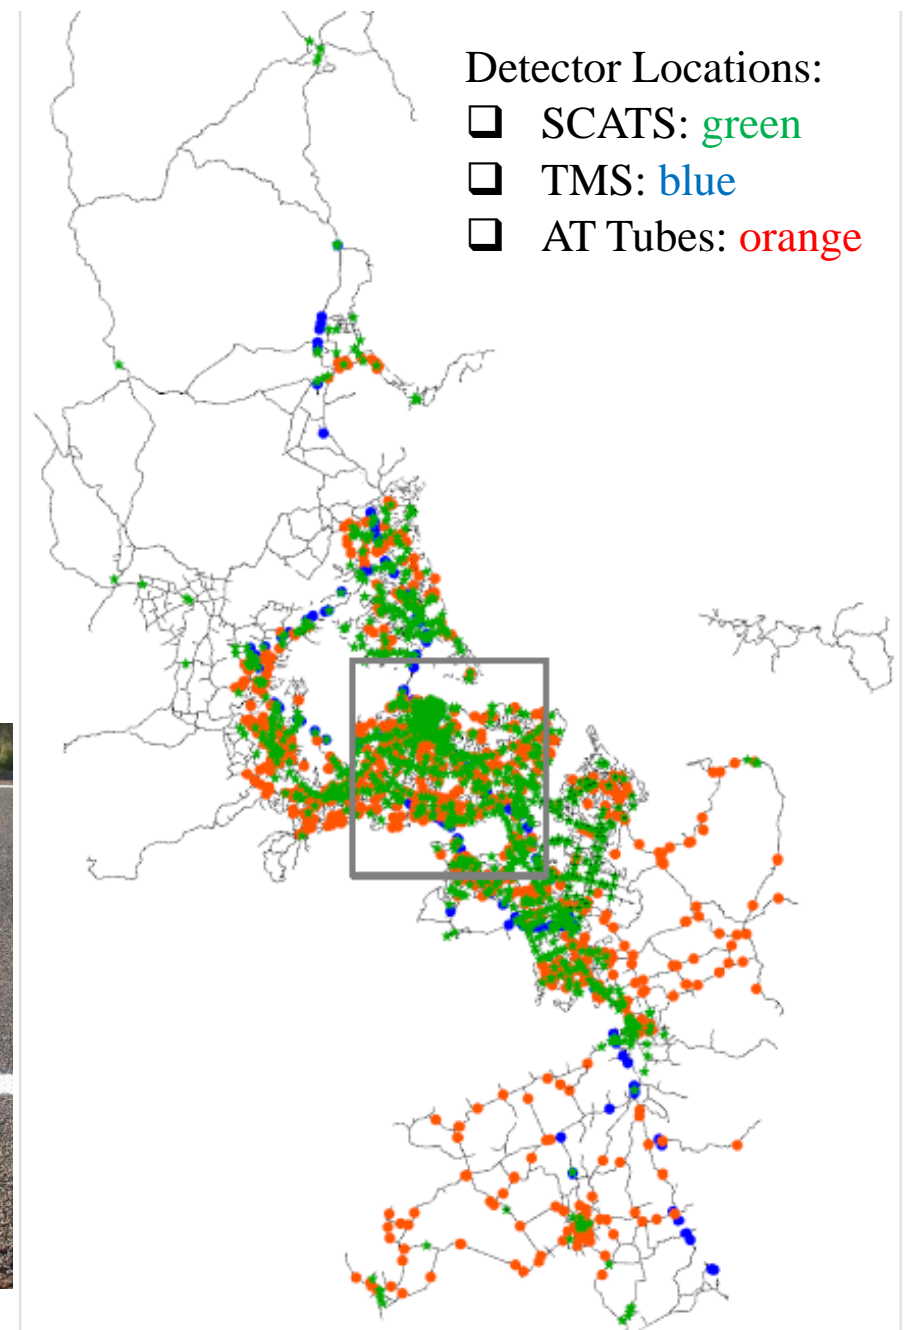 Detector Locations:
❑ SCATS: green
❑ TMS: blue
❑ AT Tubes: orange